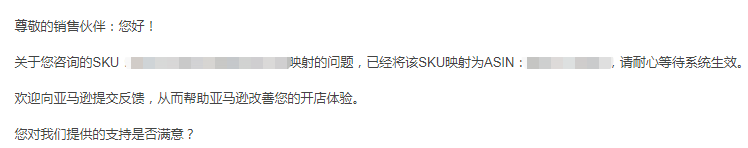 尊敬的销售伙伴：您好！
关于您咨询的SKU：映射的问题，已经将该SKU映射为ASIN：，请耐心等待系统生效。
欢迎向亚马逊提交反馈，从而帮助亚马逊改善您的开店体验。
您对我们提供的支持是否满意？